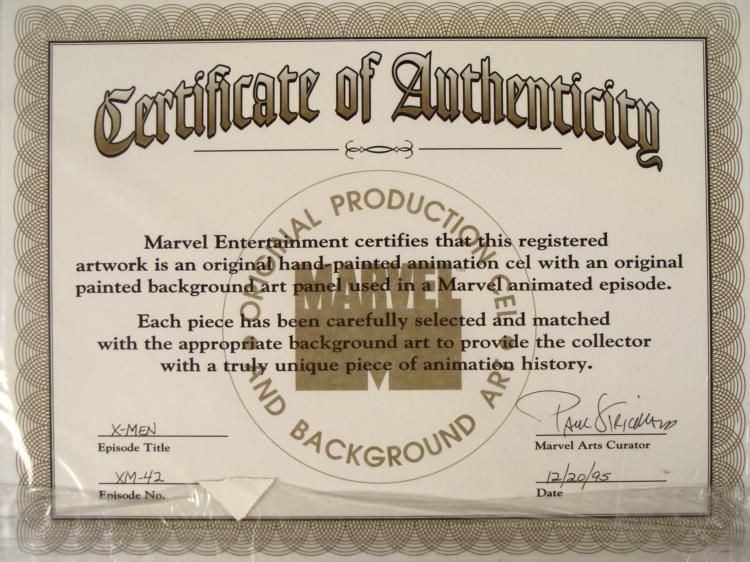 Certificate of Authenticity
ORIGINAL PRODUCTION CEL
AND BACKGROUND ART
MARVEL
Marvel Entertainment certifies that this registered
artwork is an original hand-painted animation cel with an original
painted background art panel used in a Marvel animated episode.
Each piece has been carefully selected and matched
with the appropriate background art to provide the collector
with a truly unique piece of animation history.
X-MEN
Episode Title
XM-42
Episode No.
Paul Strickland
Marvel Arts Curator
12/20/95
Date